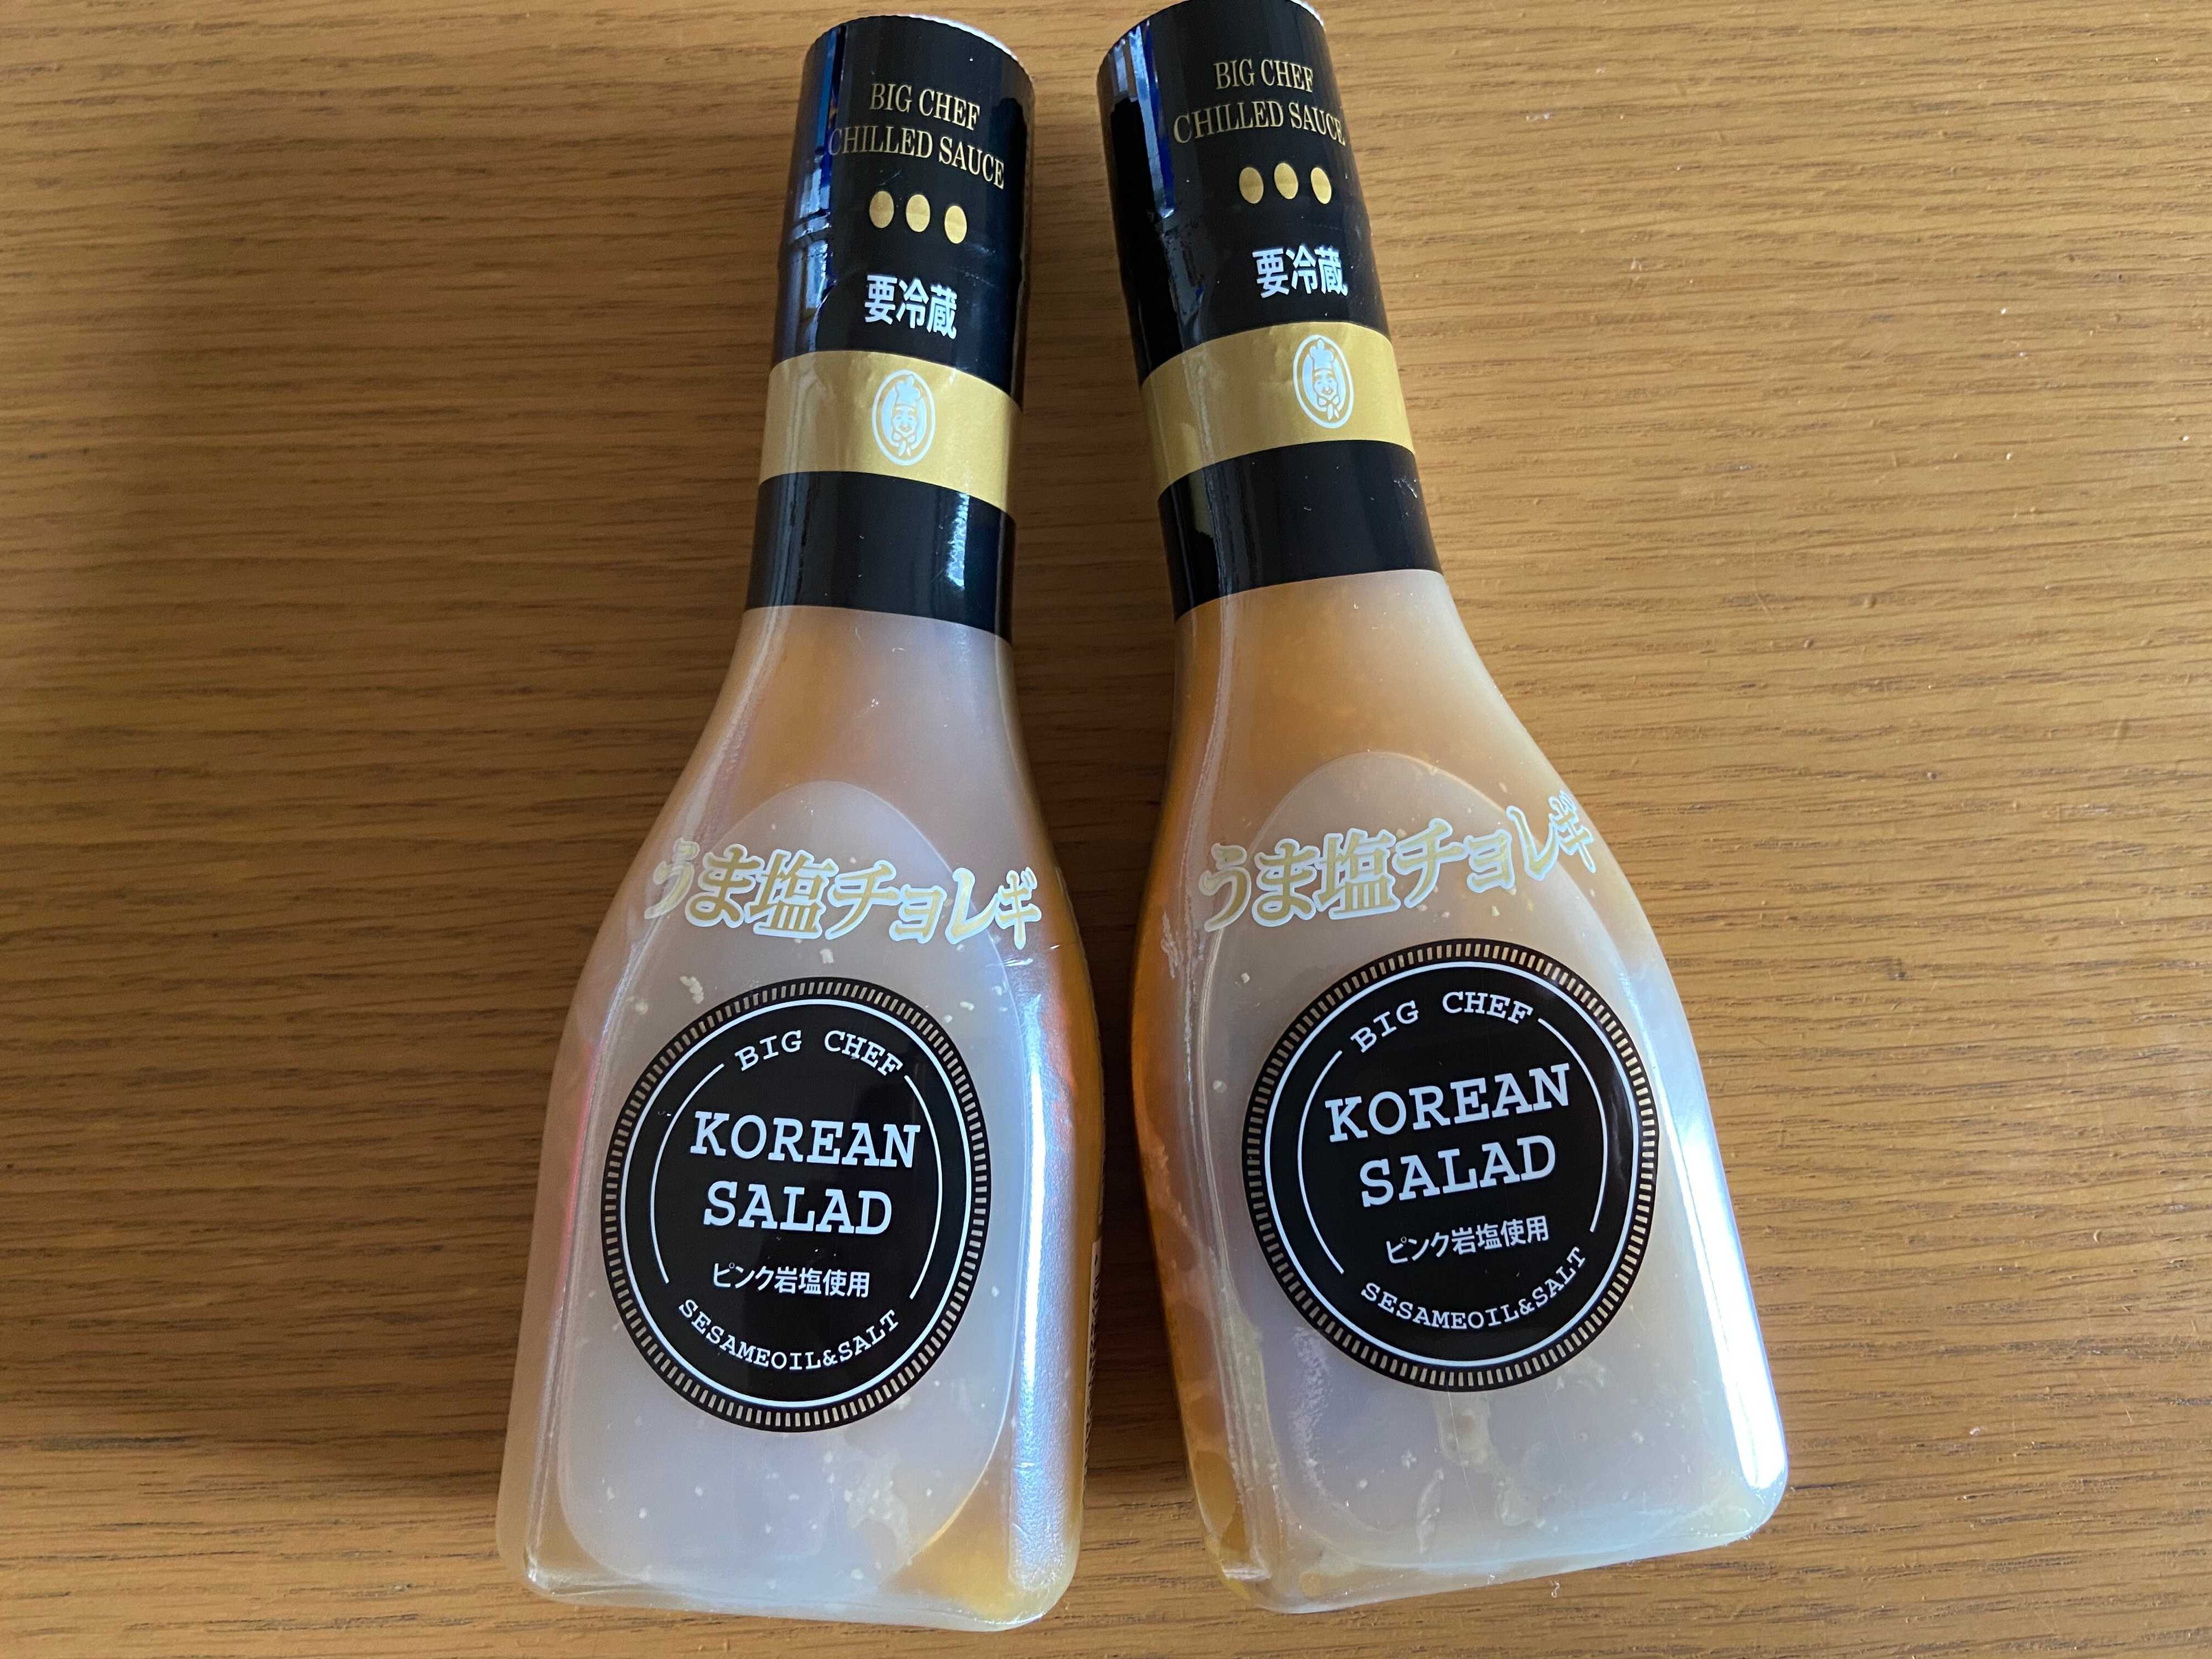 BIG CHEF
CHILLED SAUCE
要冷蔵
うま塩チョレギ
BIG CHEF
KOREAN
SALAD
ピンク岩塩使用
SESAMEOIL&SALT
BIG CHEF
CHILLED SAUCE
要冷蔵
うま塩チョレギ
BIG CHEF
KOREAN
SALAD
ピンク岩塩使用
SESAMEOIL&SALT